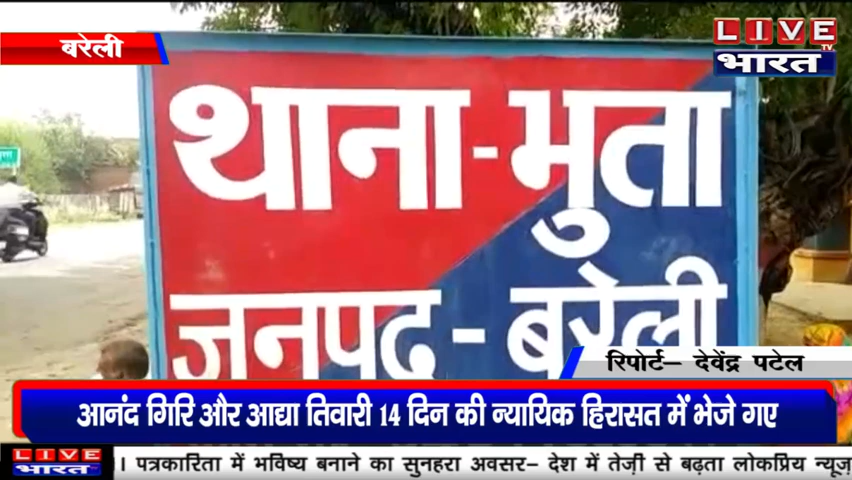 बरेली
LIVE
TV
भारत
थाना-भुता
जनपद-बरेली
रिपोर्ट- देवेंद्र पटेल
आनंद गिरि और आद्या तिवारी 14 दिन की न्यायिक हिरासत में भेजे गए
LIVE
भारत
। पत्रकारिता में भविष्य बनाने का सुनहरा अवसर- देश में तेज़ी से बढ़ता लोकप्रिय न्यूज़